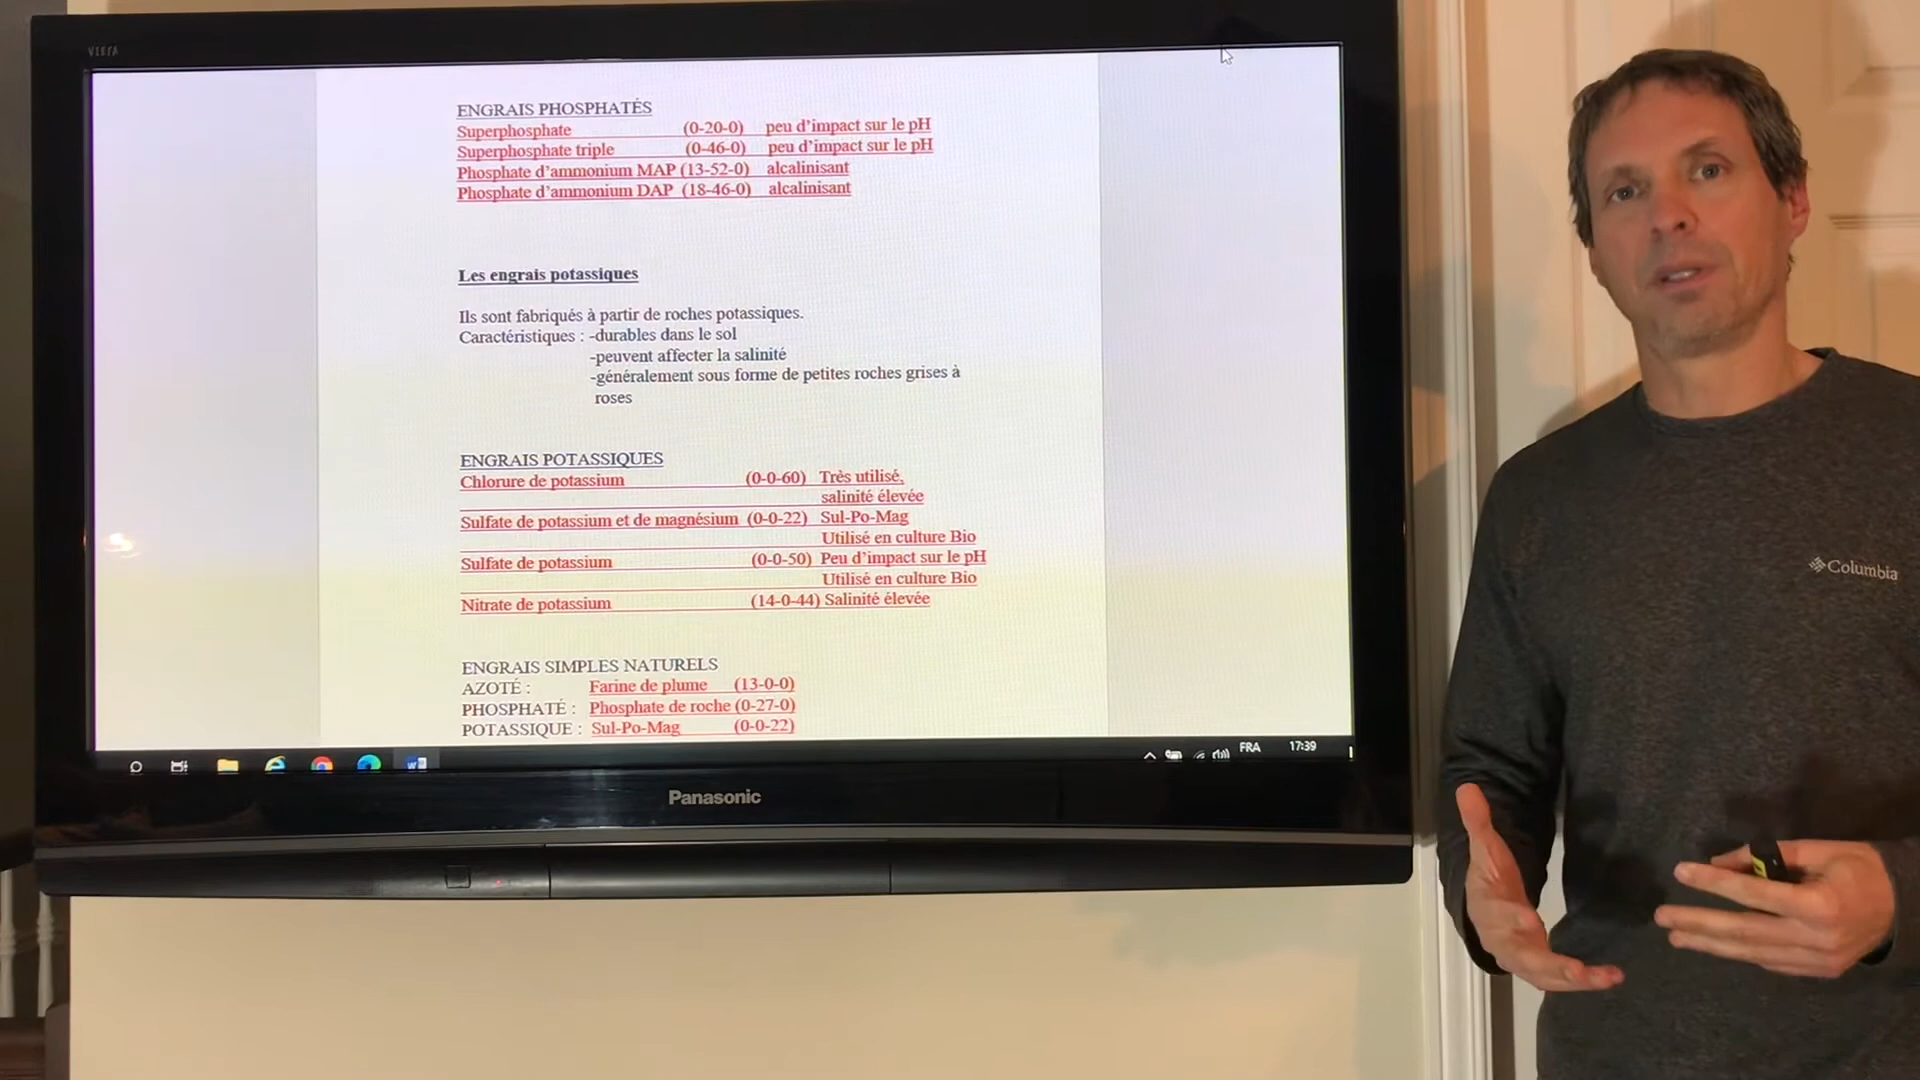 VIERA
ENGRAIS PHOSPHATÉS
Superphosphate (0-20-0) peu d'impact sur le pH
Superphosphate triple (0-46-0) peu d'impact sur le pH
Phosphate d'ammonium MAP (13-52-0) alcalinisant
Phosphate d'ammonium DAP (18-46-0) alcalinisant
Les engrais potassiques
Ils sont fabriqués à partir de roches potassiques.
Caractéristiques : -durables dans le sol
-peuvent affecter la salinité
-généralement sous forme de petites roches grises à
roses
ENGRAIS POTASSIQUES
Chlorure de potassium (0-0-60) Très utilisé,
salinité élevée
Sulfate de potassium et de magnésium (0-0-22) Sul-Po-Mag
Utilisé en culture Bio
Sulfate de potassium (0-0-50) Peu d'impact sur le pH
Utilisé en culture Bio
Nitrate de potassium (14-0-44) Salinité élevée
ENGRAIS SIMPLES NATURELS
AZOTÉ : Farine de plume (13-0-0)
PHOSPHATÉ : Phosphate de roche (0-27-0)
POTASSIQUE : Sul-Po-Mag (0-0-22)
FRA 17:39
Panasonic
Columbia